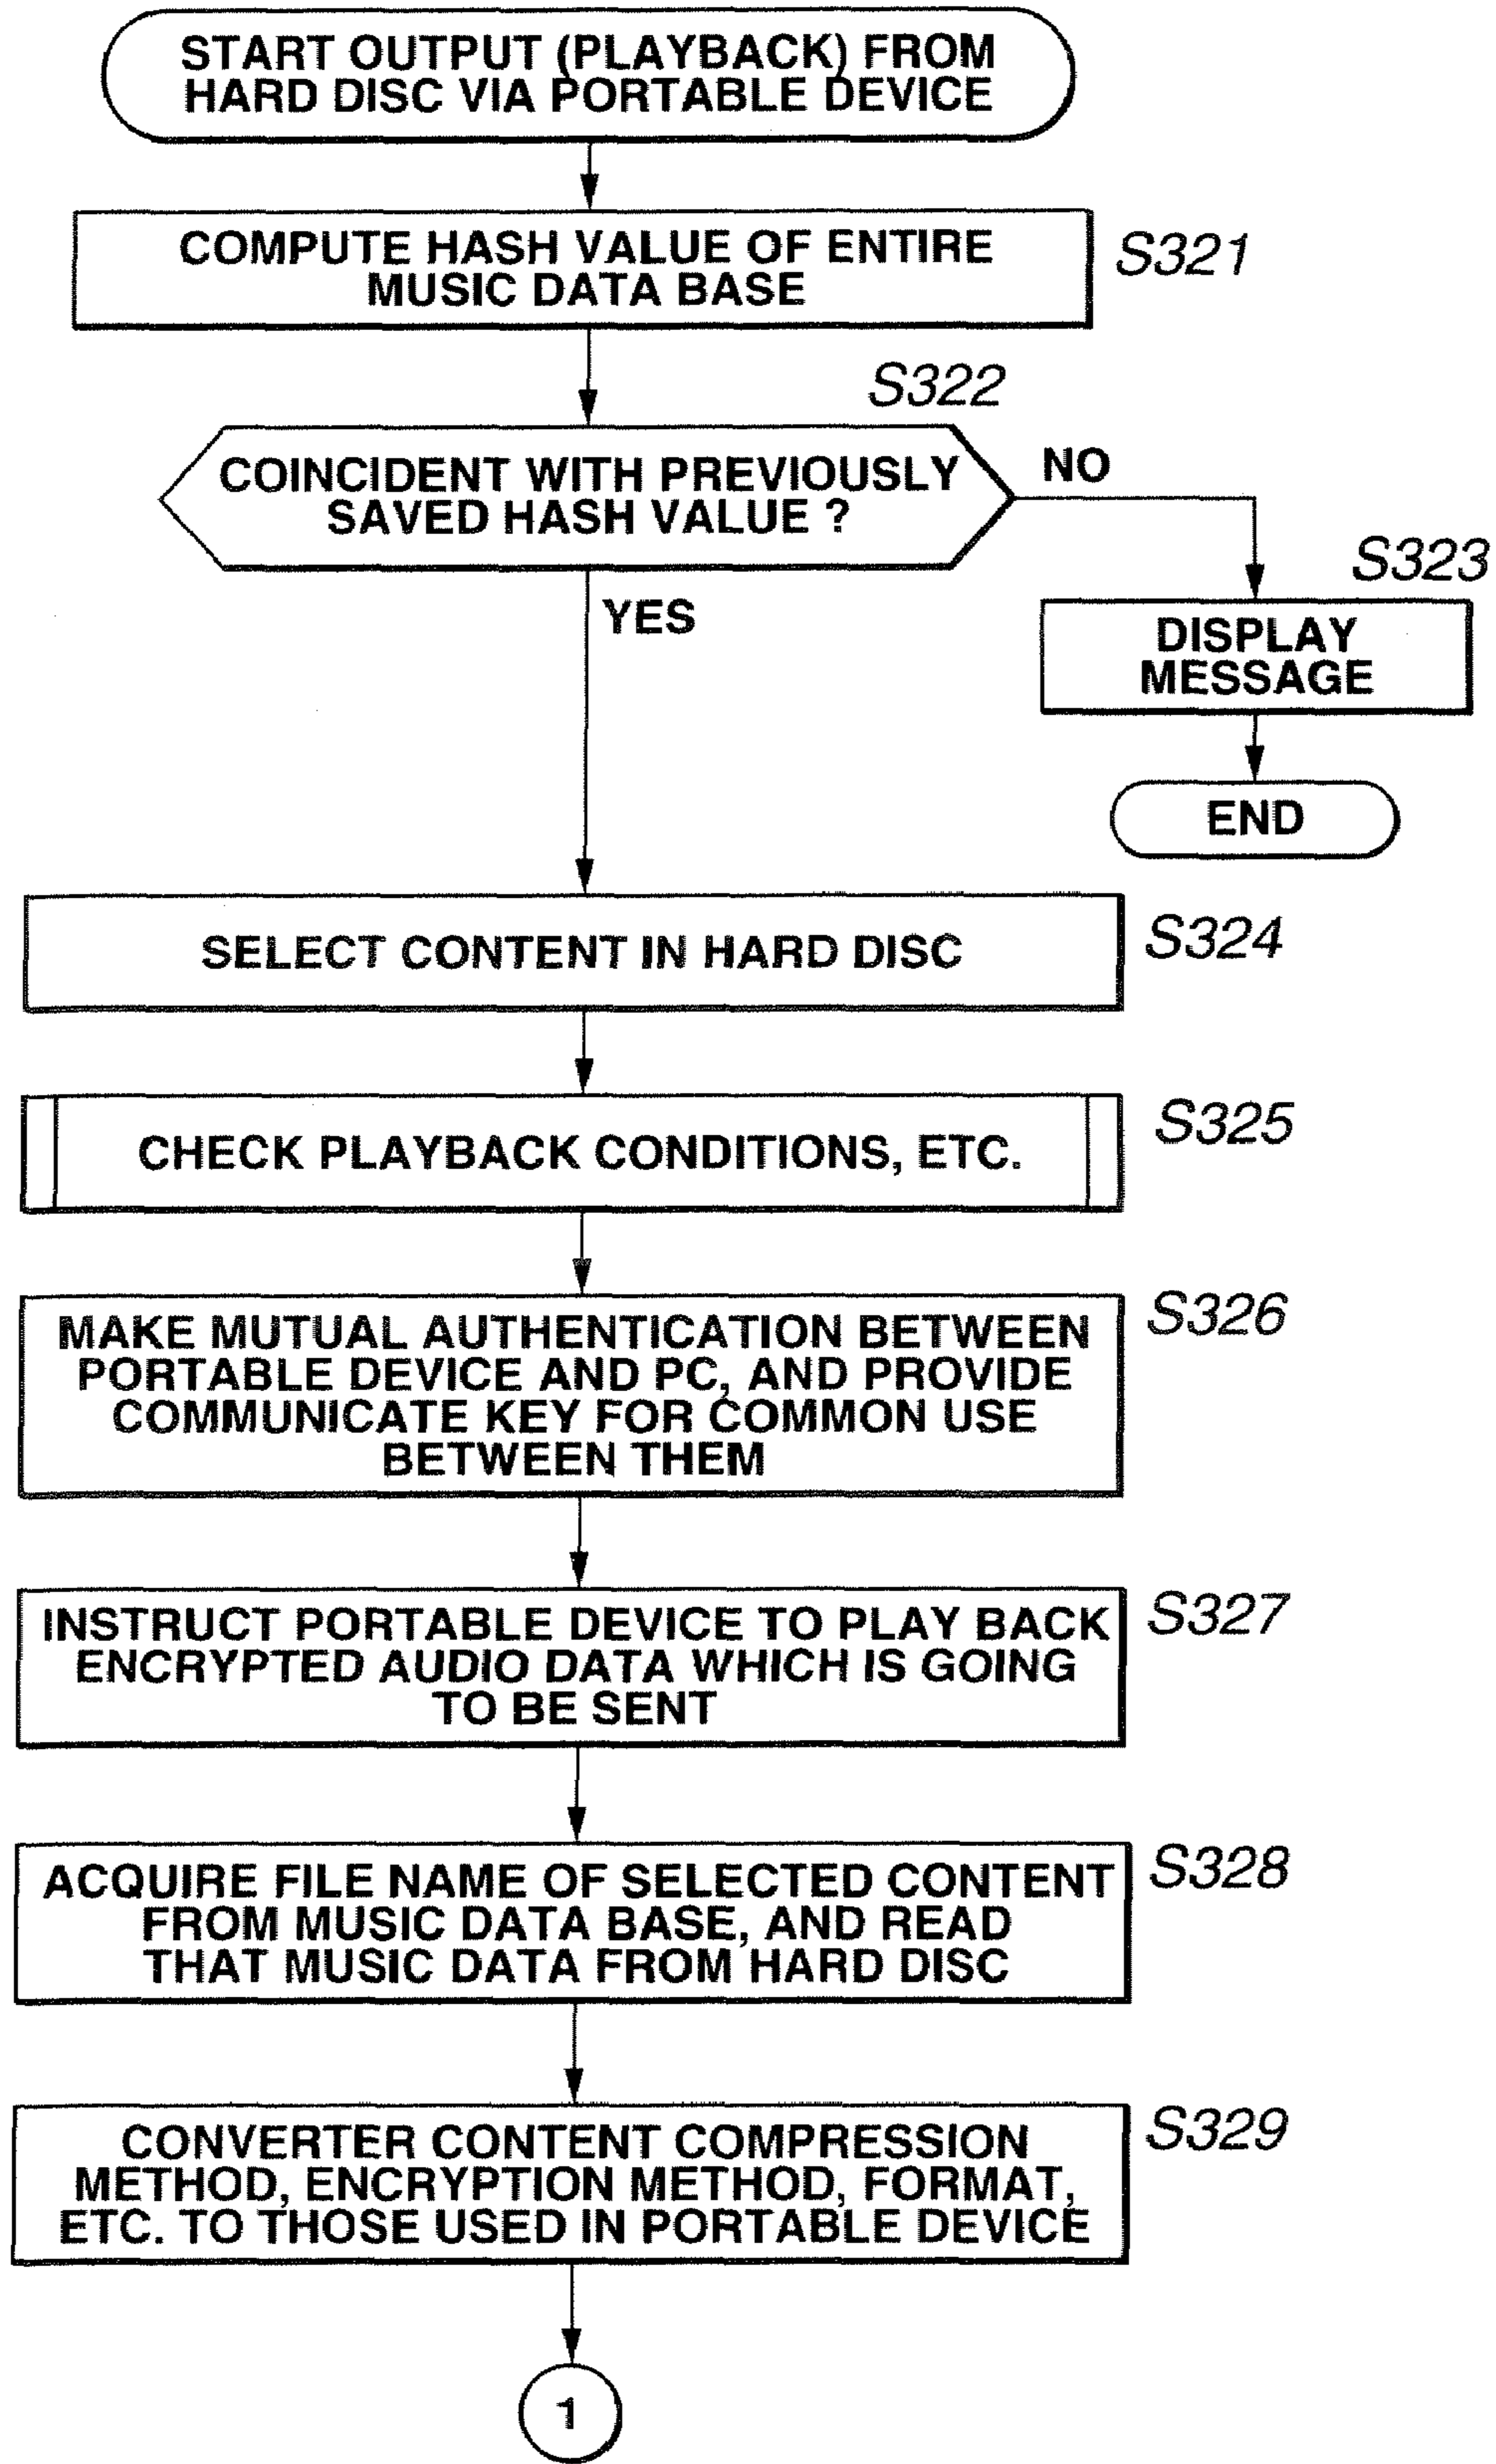 START OUTPUT (PLAYBACK) FROM
HARD DISC VIA PORTABLE DEVICE
COMPUTE HASH VALUE OF ENTIRE
MUSIC DATA BASE
S321
S322
COINCIDENT WITH PREVIOUSLY
SAVED HASH VALUE ?
NO
YES
S323
DISPLAY
MESSAGE
END
SELECT CONTENT IN HARD DISC
S324
CHECK PLAYBACK CONDITIONS, ETC.
S325
MAKE MUTUAL AUTHENTICATION BETWEEN
PORTABLE DEVICE AND PC, AND PROVIDE
COMMUNICATE KEY FOR COMMON USE
BETWEEN THEM
S326
INSTRUCT PORTABLE DEVICE TO PLAY BACK
ENCRYPTED AUDIO DATA WHICH IS GOING
TO BE SENT
S327
ACQUIRE FILE NAME OF SELECTED CONTENT
FROM MUSIC DATA BASE, AND READ
THAT MUSIC DATA FROM HARD DISC
S328
CONVERTER CONTENT COMPRESSION
METHOD, ENCRYPTION METHOD, FORMAT,
ETC. TO THOSE USED IN PORTABLE DEVICE
S329
1